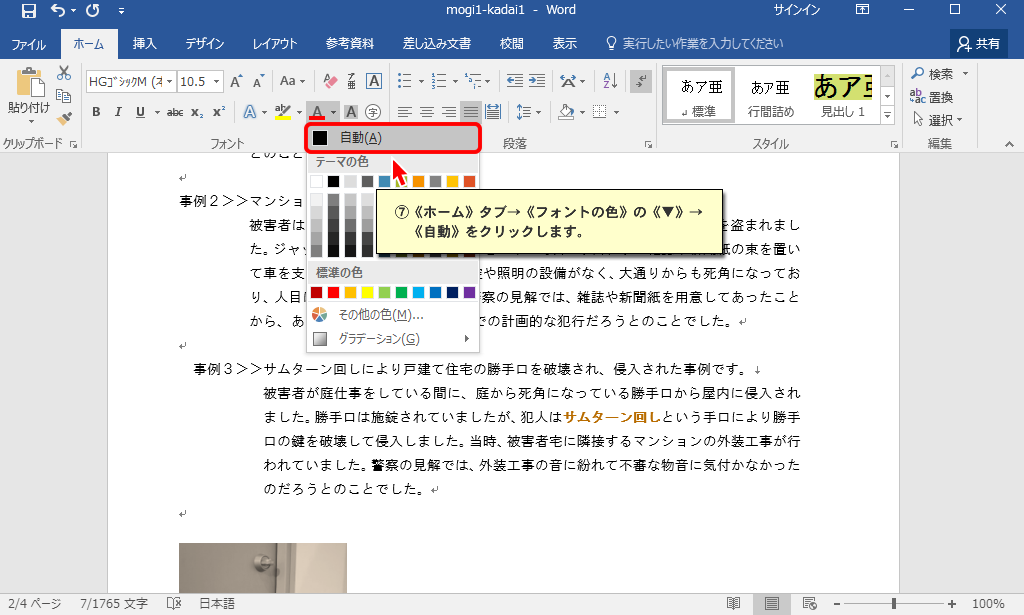 mogi1-kadai1 - Word
サインイン
ファイル ホーム 挿入 デザイン レイアウト 参考資料 差し込み文書 校閲 表示 実行したい作業を入力してください 共有
貼り付け
HGｺﾞｼｯｸM (ｵ 10.5 A A Aa A
B I U abc x₂ x² A A A 字
あア亜 あア亜 あア亜
標準 行間詰め 見出し 1
検索
置換
選択
クリップボード フォント 段落 スタイル 編集
自動(A)
テーマの色
標準の色
その他の色(M)...
グラデーション(G)
⑦《ホーム》タブ→《フォントの色》の《▼》→
《自動》をクリックします。
とのこと
事例２＞＞マンショ
被害者は を盗まれまし
た。ジャッ 紙の束を置い
て車を支 や照明の設備がなく、大通りからも死角になってお
り、人目に 警察の見解では、雑誌や新聞紙を用意してあったこと
から、あ での計画的な犯行だろうとのことでした。
事例３＞＞サムターン回しにより戸建て住宅の勝手口を破壊され、侵入された事例です。
被害者が庭仕事をしている間に、庭から死角になっている勝手口から屋内に侵入され
ました。勝手口は施錠されていましたが、犯人はサムターン回しという手口により勝手
口の鍵を破壊して侵入しました。当時、被害者宅に隣接するマンションの外装工事が行
われていました。警察の見解では、外装工事の音に紛れて不審な物音に気付かなかった
のだろうとのことでした。
2/4 ページ 7/1765 文字 日本語 100%